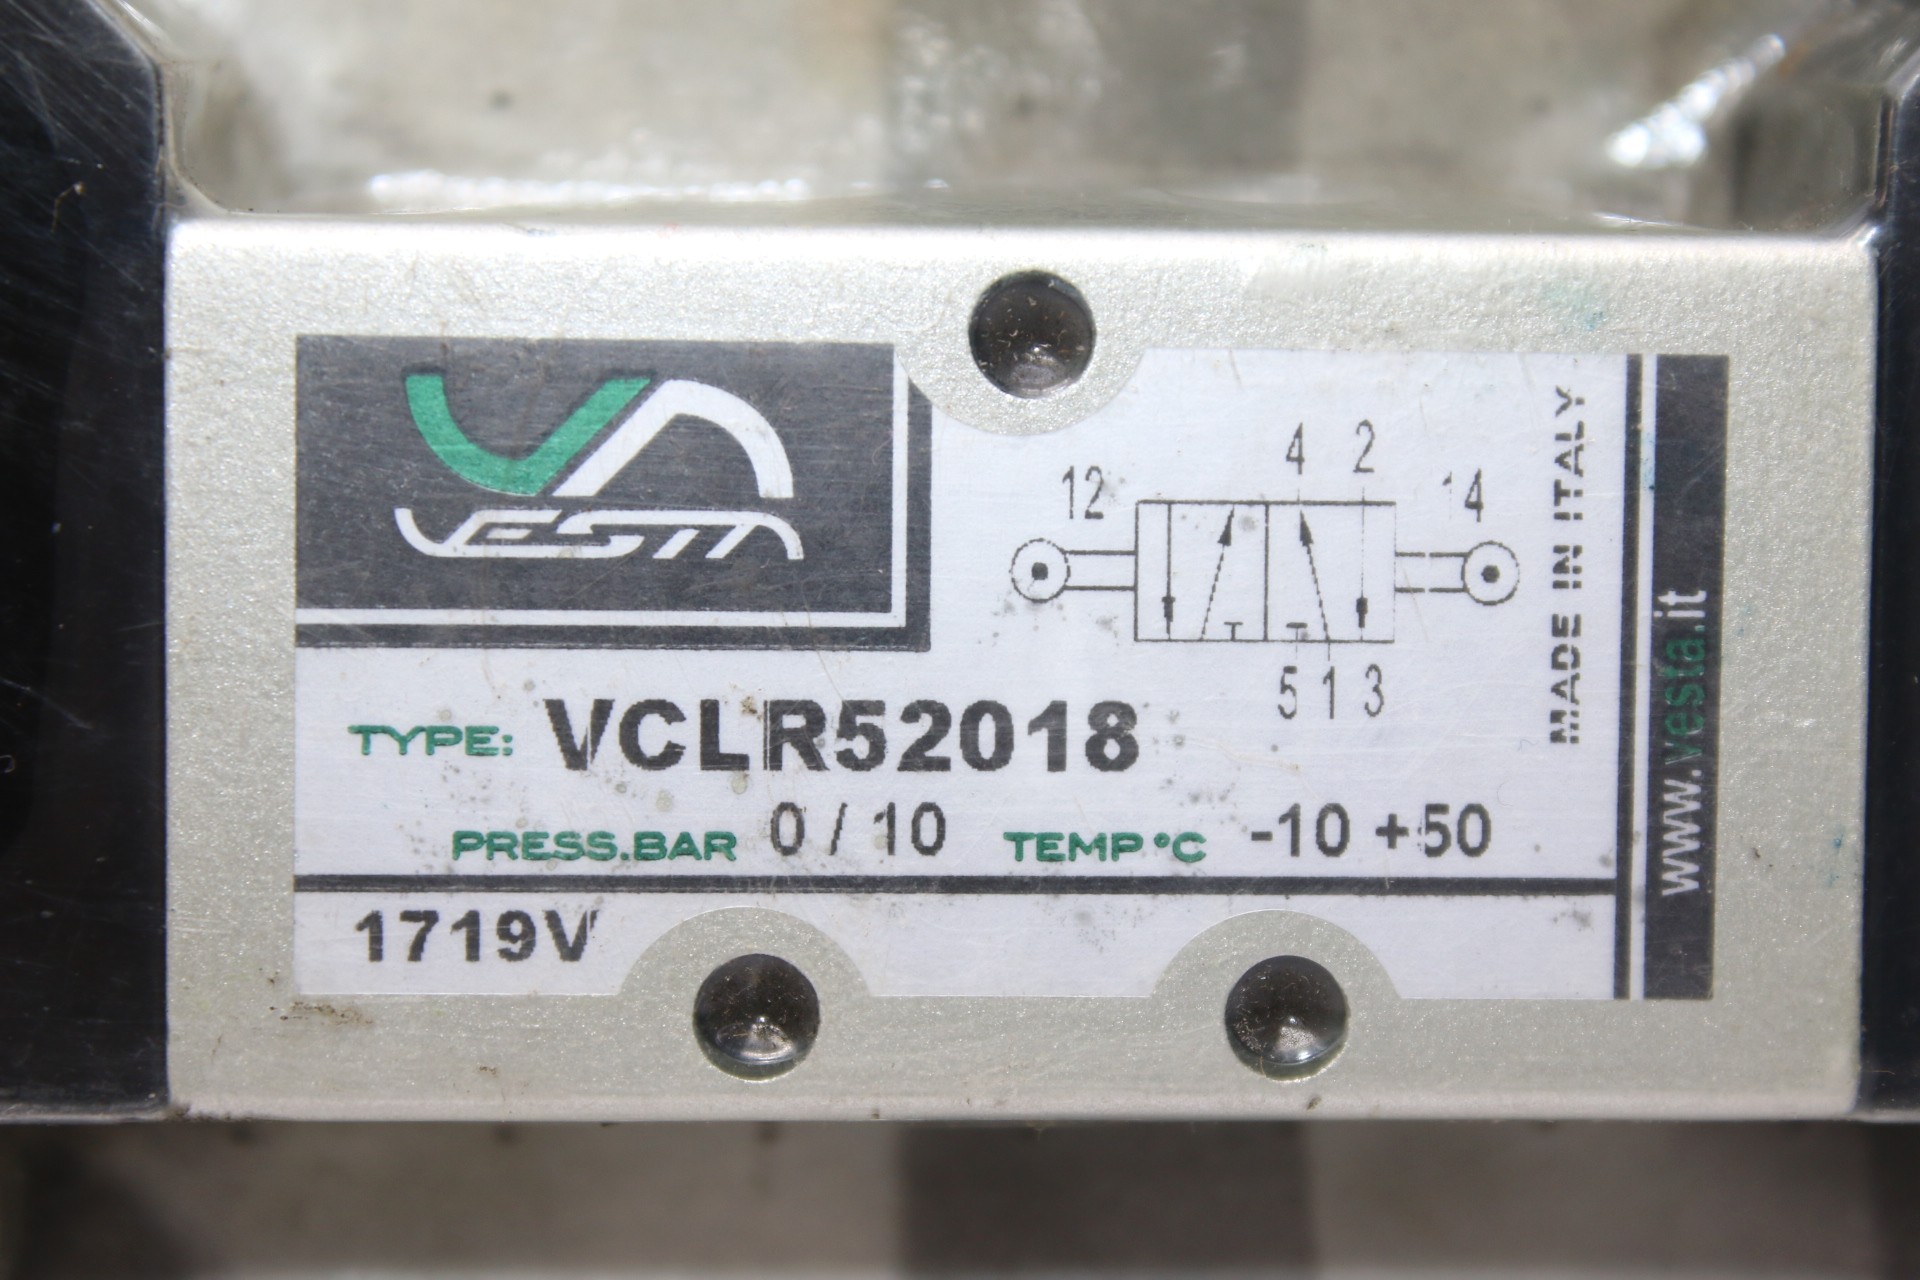 VESTA
4 2
12 14
5 1 3
MADE IN ITALY
www.vesta.it
TYPE: VCLR52018
PRESS.BAR 0 / 10 TEMP°C -10 +50
1719V